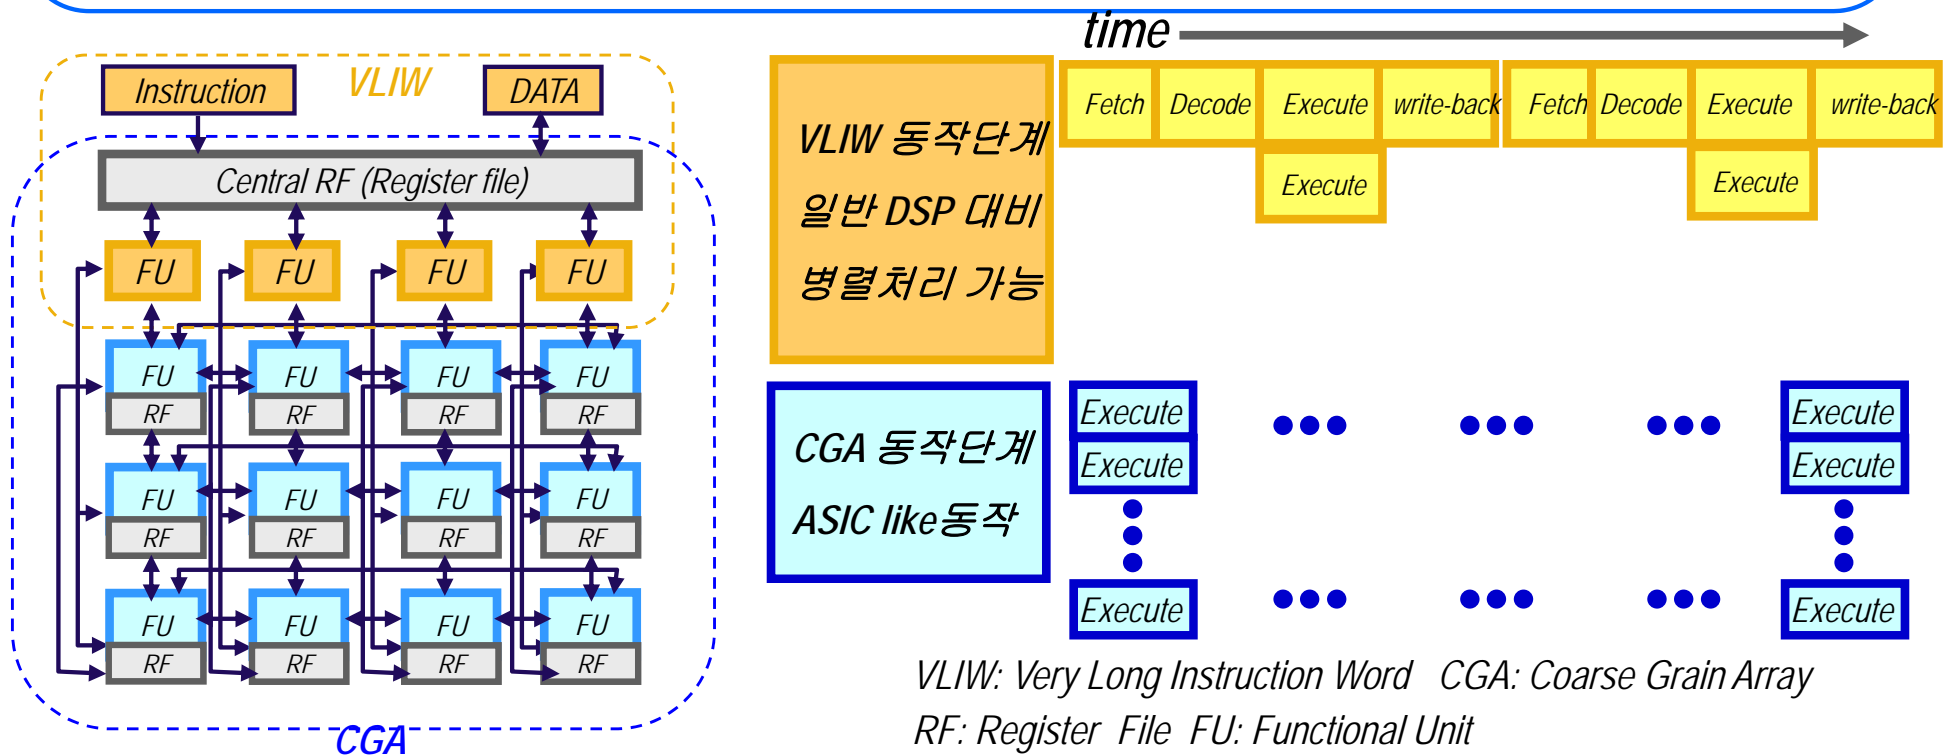 time
VLIW
Instruction
DATA
Central RF (Register file)
FU FU FU FU
FU FU FU FU
RF RF RF RF
FU FU FU FU
RF RF RF RF
FU FU FU FU
RF RF RF RF
CGA
VLIW 동작단계
일반 DSP 대비
병렬처리 가능
Fetch Decode Execute write-back Fetch Decode Execute write-back
Execute Execute
CGA 동작단계
ASIC like동작
Execute Execute
Execute Execute
Execute Execute
VLIW: Very Long Instruction Word CGA: Coarse Grain Array
RF: Register File FU: Functional Unit